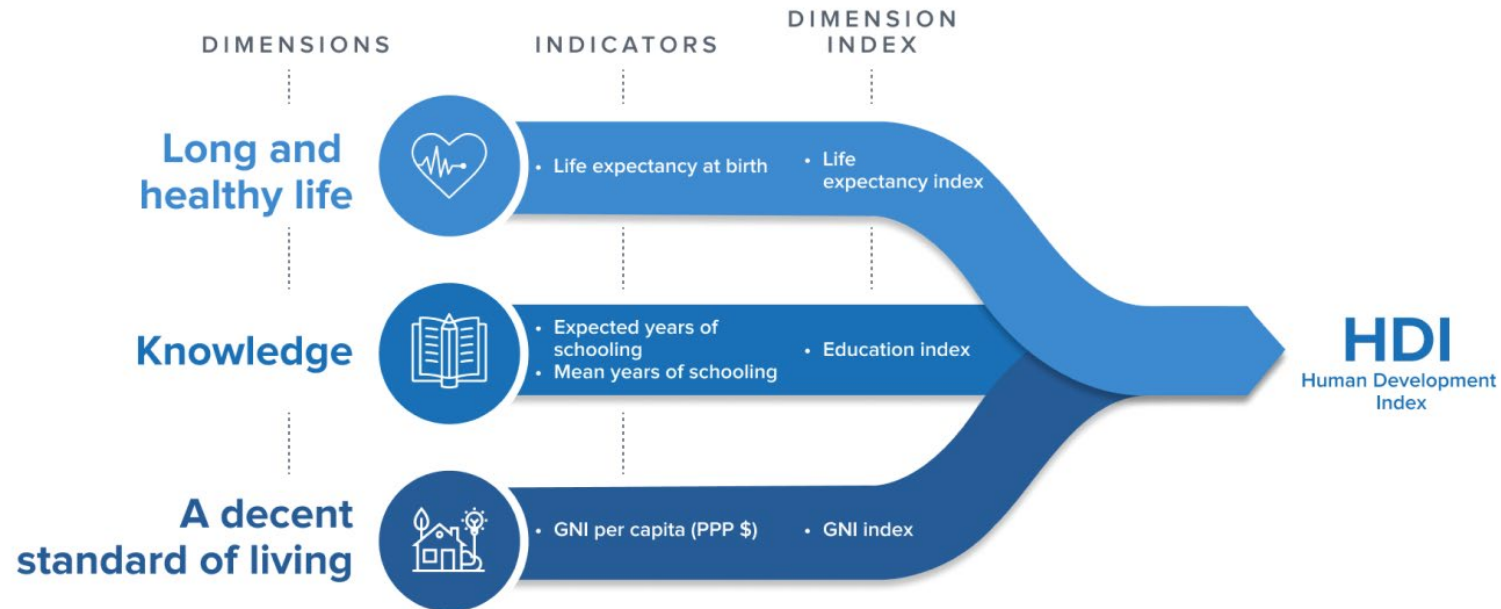 DIMENSIONS
INDICATORS
DIMENSION
INDEX
Long and
healthy life
• Life expectancy at birth
• Life
expectancy index
Knowledge
• Expected years of
schooling
• Mean years of schooling
• Education index
HDI
Human Development
Index
A decent
standard of living
• GNI per capita (PPP $)
• GNI index